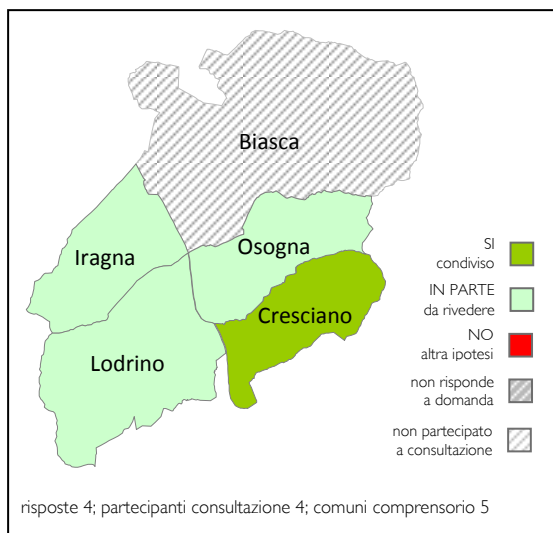 Biasca
Iragna
Osogna
Cresciano
Lodrino
SI
condiviso
IN PARTE
da rivedere
NO
altra ipotesi
non risponde
a domanda
non partecipato
a consultazione
risposte 4; partecipanti consultazione 4; comuni comprensorio 5